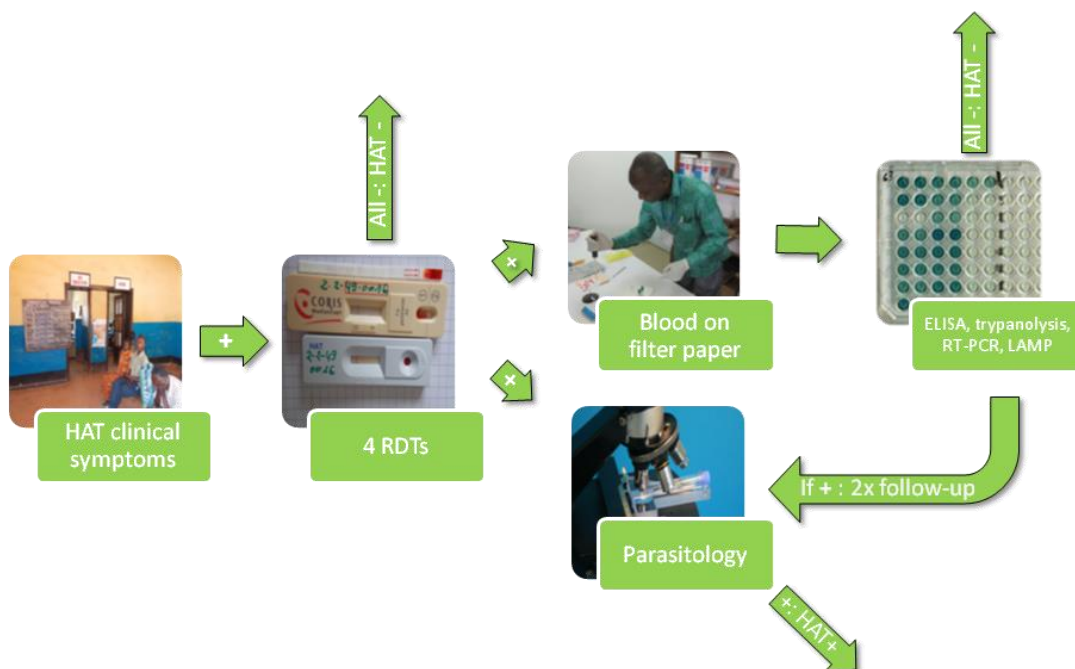 All -: HAT -
All -: HAT -
+
HAT clinical
symptoms
CORIS
HAT
4 RDTs
+
+
Blood on
filter paper
ELISA, trypanolysis,
RT-PCR, LAMP
If + : 2x follow-up
Parasitology
+: HAT+